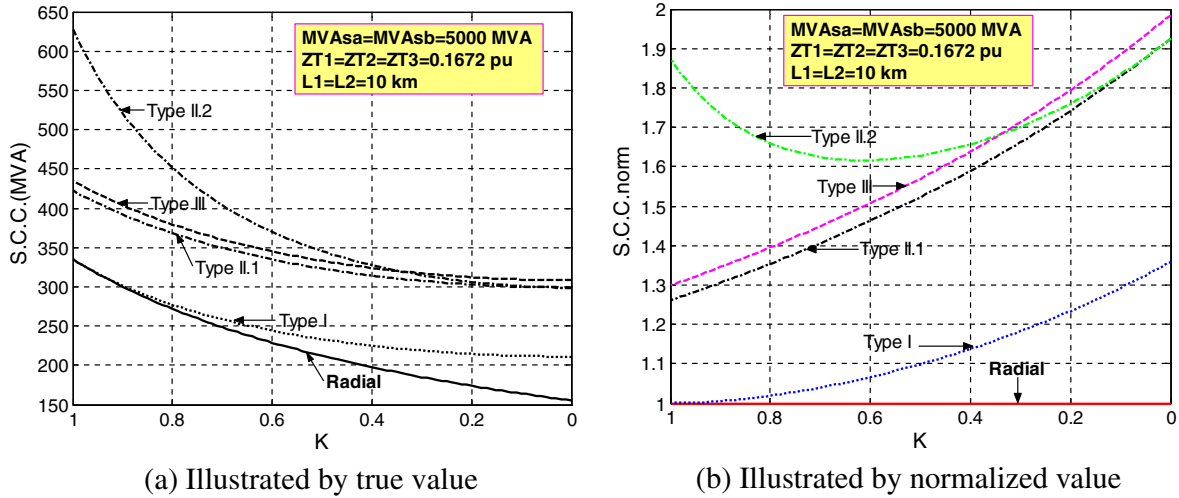 650
600
550
500
450
400
350
300
250
200
150
S.C.C.(MVA)
MVAsa=MVAsb=5000 MVA
ZT1=ZT2=ZT3=0.1672 pu
L1=L2=10 km
Type II.2
Type III
Type II.1
Type I
Radial
1
0.8
0.6
0.4
0.2
0
K
(a) Illustrated by true value
2
1.9
1.8
1.7
1.6
1.5
1.4
1.3
1.2
1.1
1
S.C.C.norm
MVAsa=MVAsb=5000 MVA
ZT1=ZT2=ZT3=0.1672 pu
L1=L2=10 km
Type II.2
Type III
Type II.1
Type I
Radial
1
0.8
0.6
0.4
0.2
0
K
(b) Illustrated by normalized value